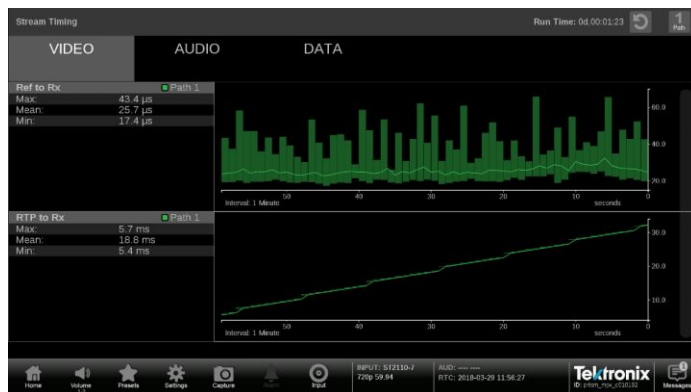 Stream Timing
Run Time: 0d,00:01:23
1
Path
VIDEO
AUDIO
DATA
Ref to Rx
Path 1
Max: 43.4 µs
Mean: 25.7 µs
Min: 17.4 µs
60.0
40.0
20.0
50
40
30
20
10
0
Interval: 1 Minute
seconds
RTP to Rx
Path 1
Max: 5.7 ms
Mean: 18.8 ms
Min: 5.4 ms
30.0
20.0
10.0
50
40
30
20
10
0
Interval: 1 Minute
seconds
Home
Volume
Presets
Settings
Capture
Alarm
Input
INPUT: ST2110-7
720p 59.94
AUD: ---- ----
RTC: 2018-03-29 11:56:27
Tektronix
Messages